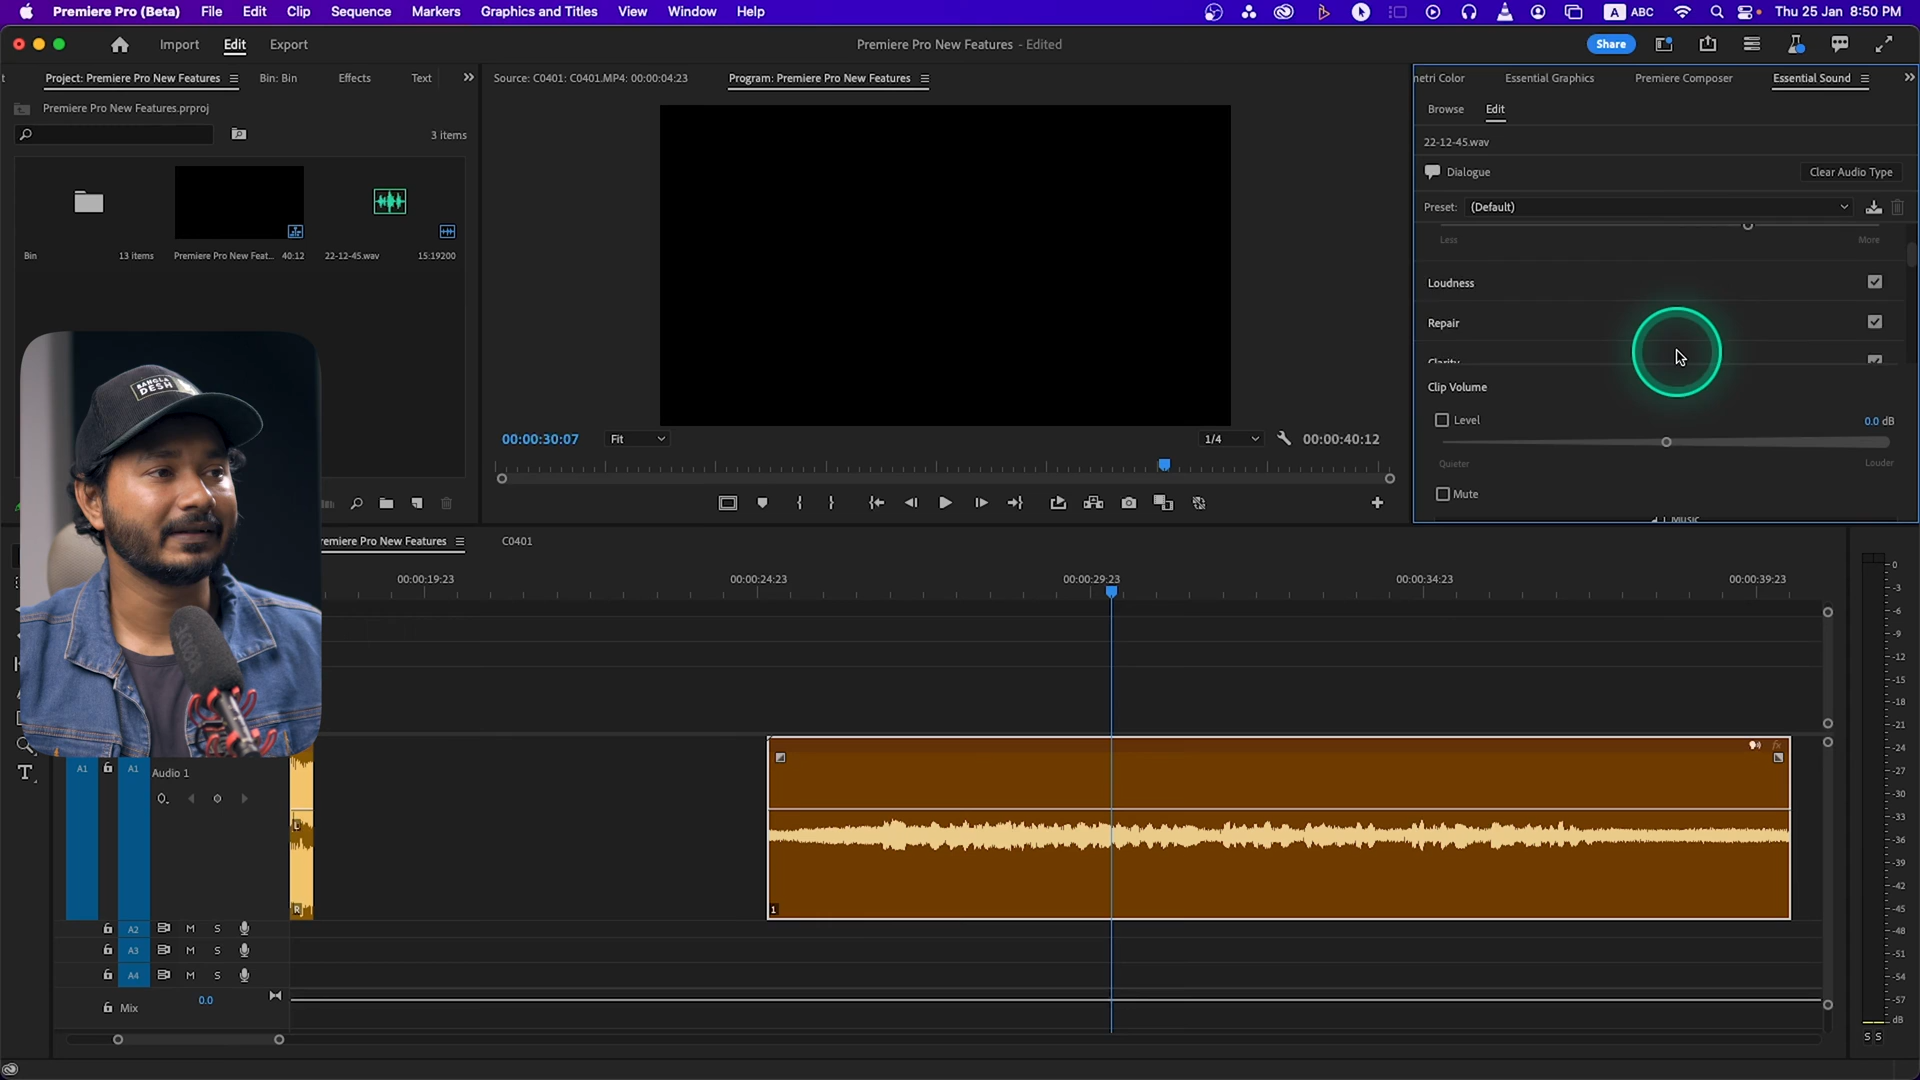 Premiere Pro (Beta) File Edit Clip Sequence Markers Graphics and Titles View Window Help A ABC Thu 25 Jan 8:50 PM
Import Edit Export Premiere Pro New Features - Edited Share
Project: Premiere Pro New Features Bin: Bin Effects Text
Premiere Pro New Features.prproj
3 items
Bin 13 items Premiere Pro New Feat... 40:12 22-12-45.wav 15:19200
Source: C0401: C0401.MP4: 00:00:04:23 Program: Premiere Pro New Features
00:00:30:07 Fit 1/4 00:00:40:12
netri Color Essential Graphics Premiere Composer Essential Sound
Browse Edit
22-12-45.wav
Dialogue Clear Audio Type
Preset: (Default)
Less More
Loudness
Repair
Clarity
Clip Volume
Level 0.0 dB
Quieter Louder
Mute
Music
BANGLA
DESH
RODE
remiere Pro New Features C0401
00:00:19:23 00:00:24:23 00:00:29:23 00:00:34:23 00:00:39:23
A1 A1 Audio 1
L
R
fx
1
A2 M S
A3 M S
A4 M S
Mix 0.0
0
-3
-6
-9
-12
-15
-18
-21
-24
-27
-30
-33
-36
-39
-42
-45
-48
-51
-54
-57
dB
S S
T